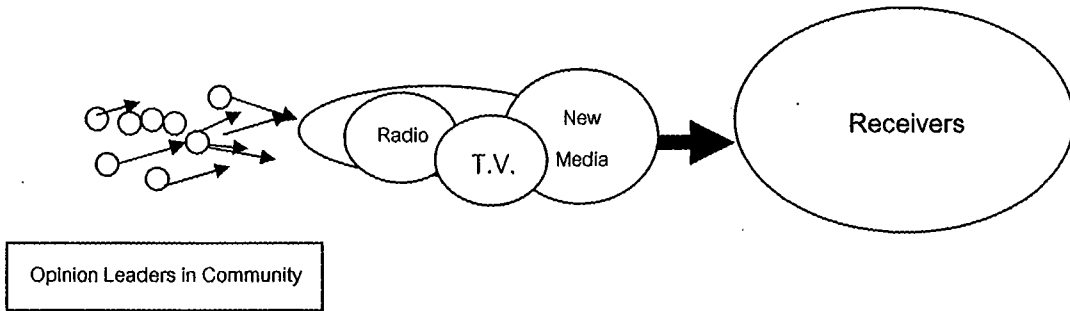 Radio
T.V.
New
Media
Receivers
Opinion Leaders in Community